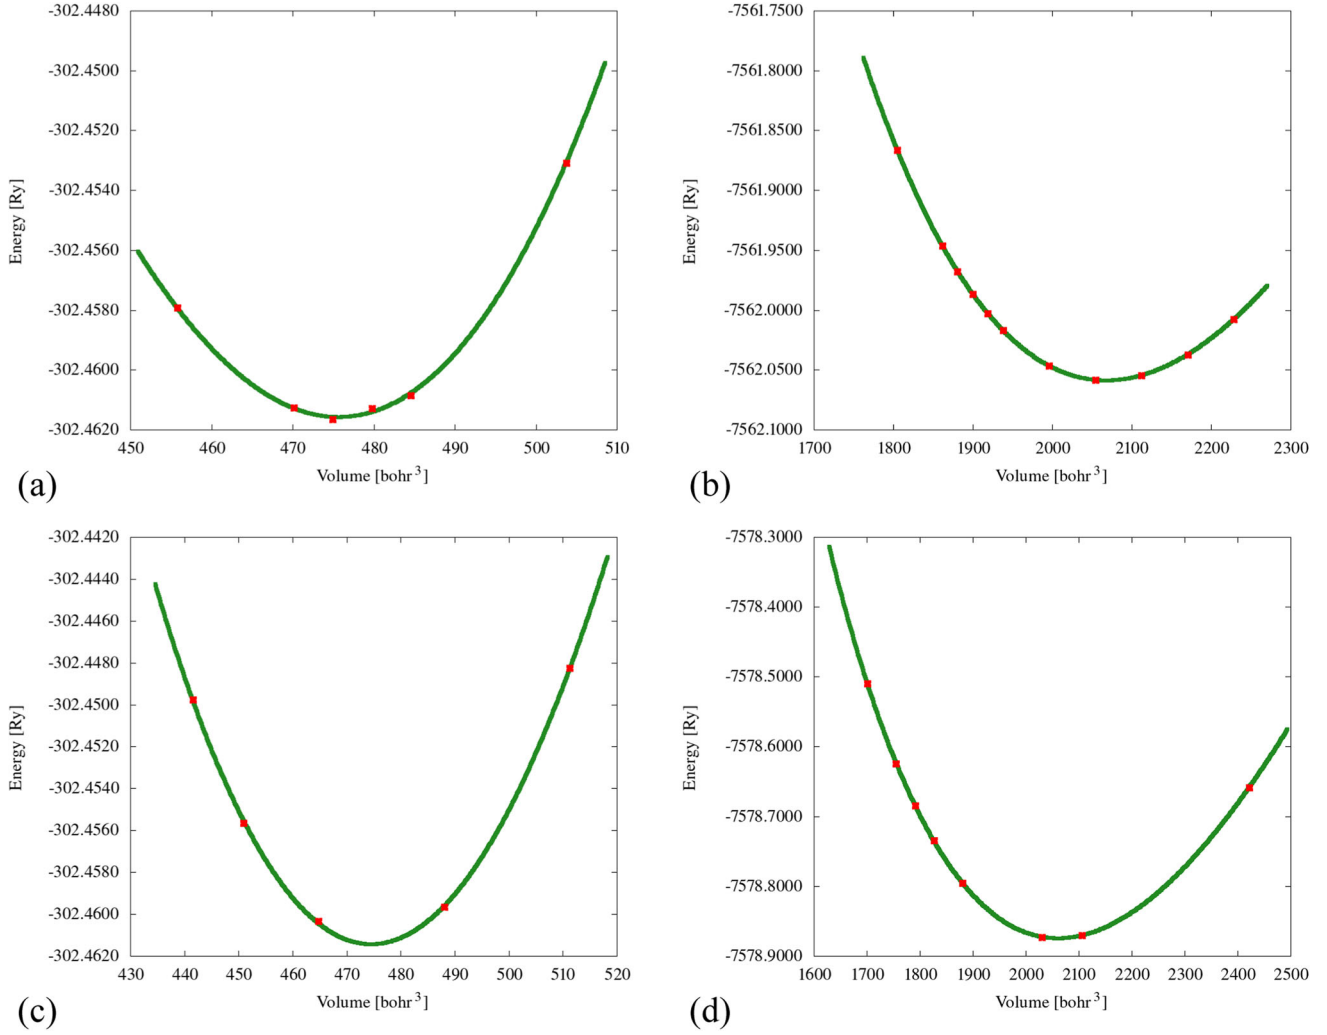 -302.4480
-302.4500
-302.4520
-302.4540
-302.4560
-302.4580
-302.4600
-302.4620
450 460 470 480 490 500 510
Energy [Ry]
Volume [bohr³]
(a)
-7561.7500
-7561.8000
-7561.8500
-7561.9000
-7561.9500
-7562.0000
-7562.0500
-7562.1000
1700 1800 1900 2000 2100 2200 2300
Energy [Ry]
Volume [bohr³]
(b)
-302.4420
-302.4440
-302.4460
-302.4480
-302.4500
-302.4520
-302.4540
-302.4560
-302.4580
-302.4600
-302.4620
430 440 450 460 470 480 490 500 510 520
Energy [Ry]
Volume [bohr³]
(c)
-7578.3000
-7578.4000
-7578.5000
-7578.6000
-7578.7000
-7578.8000
-7578.9000
1600 1700 1800 1900 2000 2100 2200 2300 2400 2500
Energy [Ry]
Volume [bohr³]
(d)